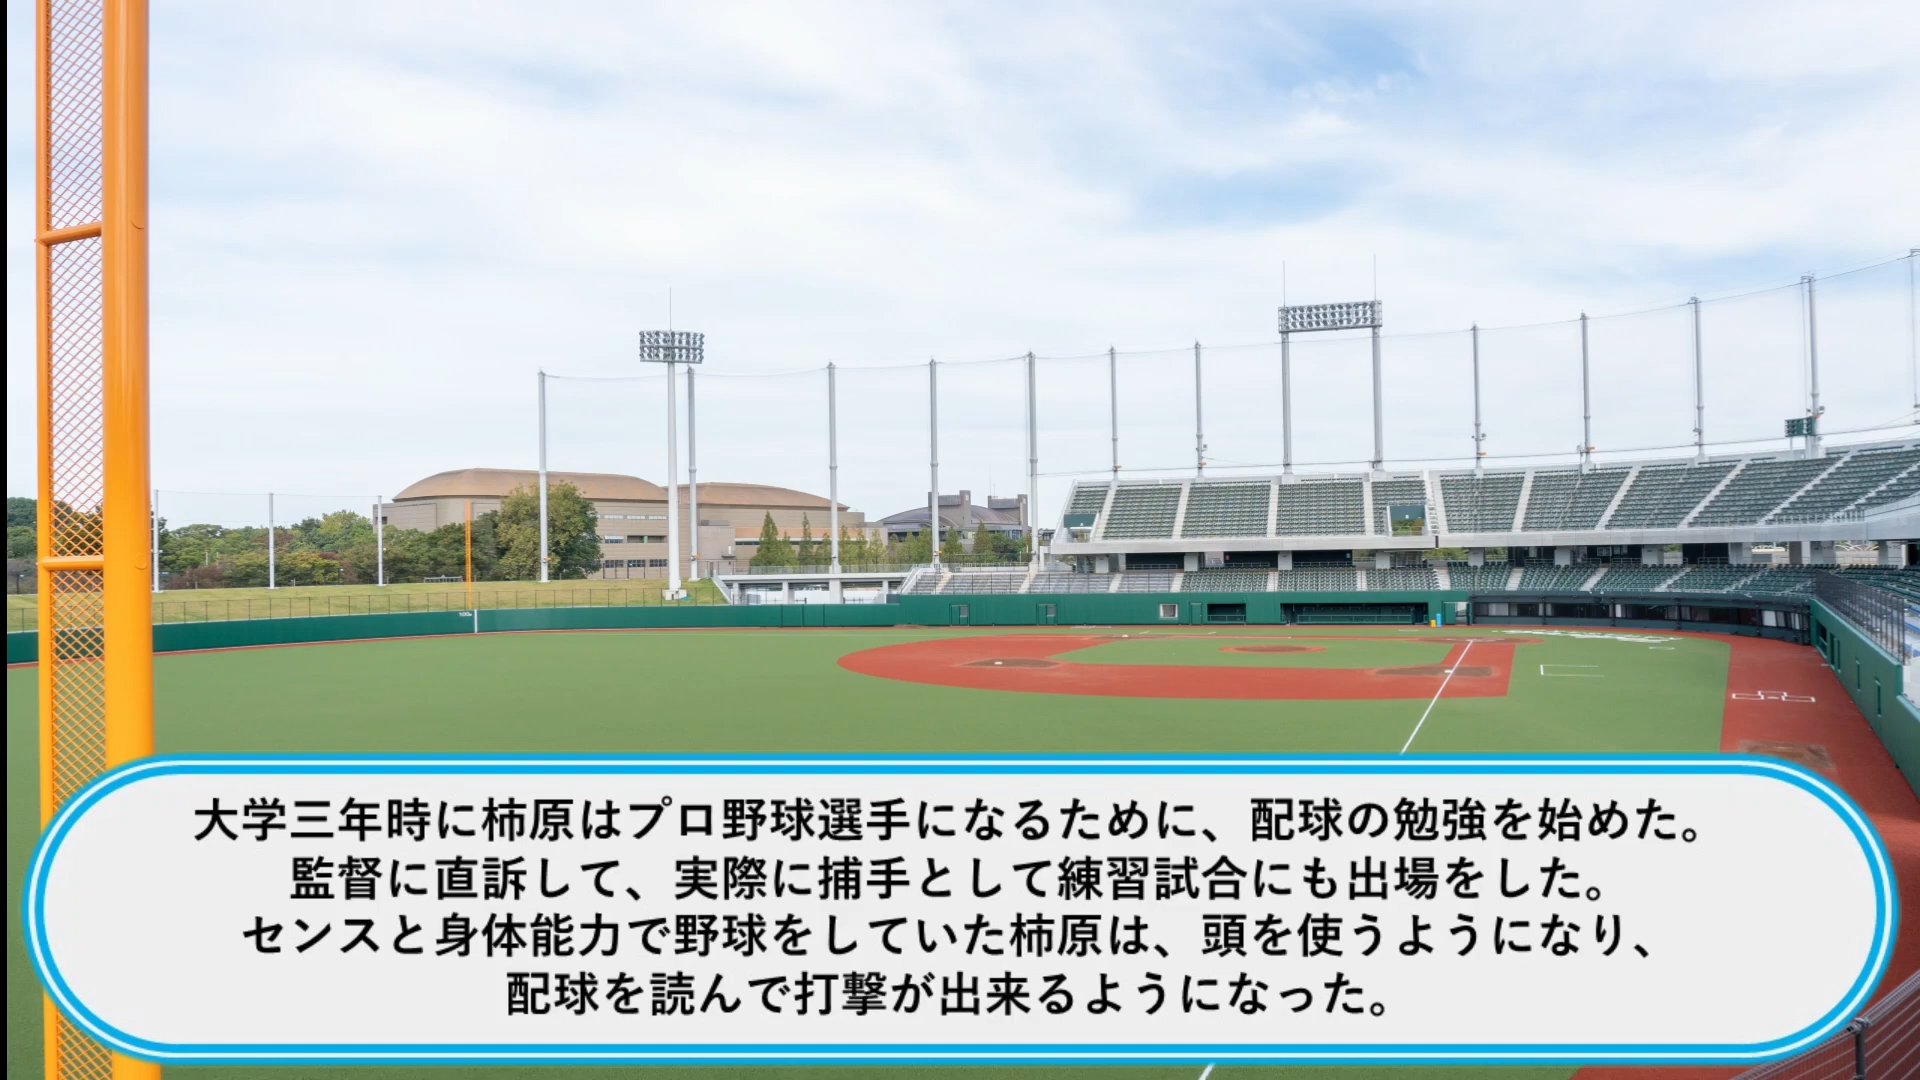 大学三年時に柿原はプロ野球選手になるために、配球の勉強を始めた。
監督に直訴して、実際に捕手として練習試合にも出場をした。
センスと身体能力で野球をしていた柿原は、頭を使うようになり、
配球を読んで打撃が出来るようになった。